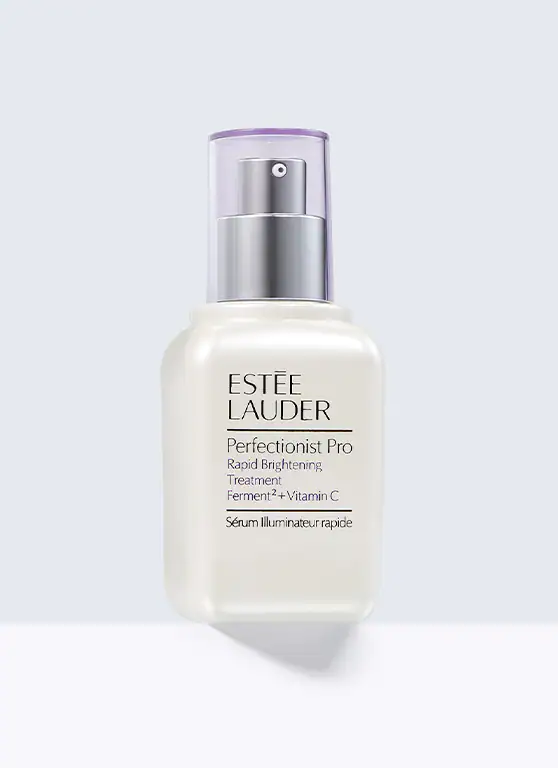 ESTĒE
LAUDER
Perfectionist Pro
Rapid Brightening
Treatment
Ferment²+Vitamin C
Sérum Illuminateur rapide